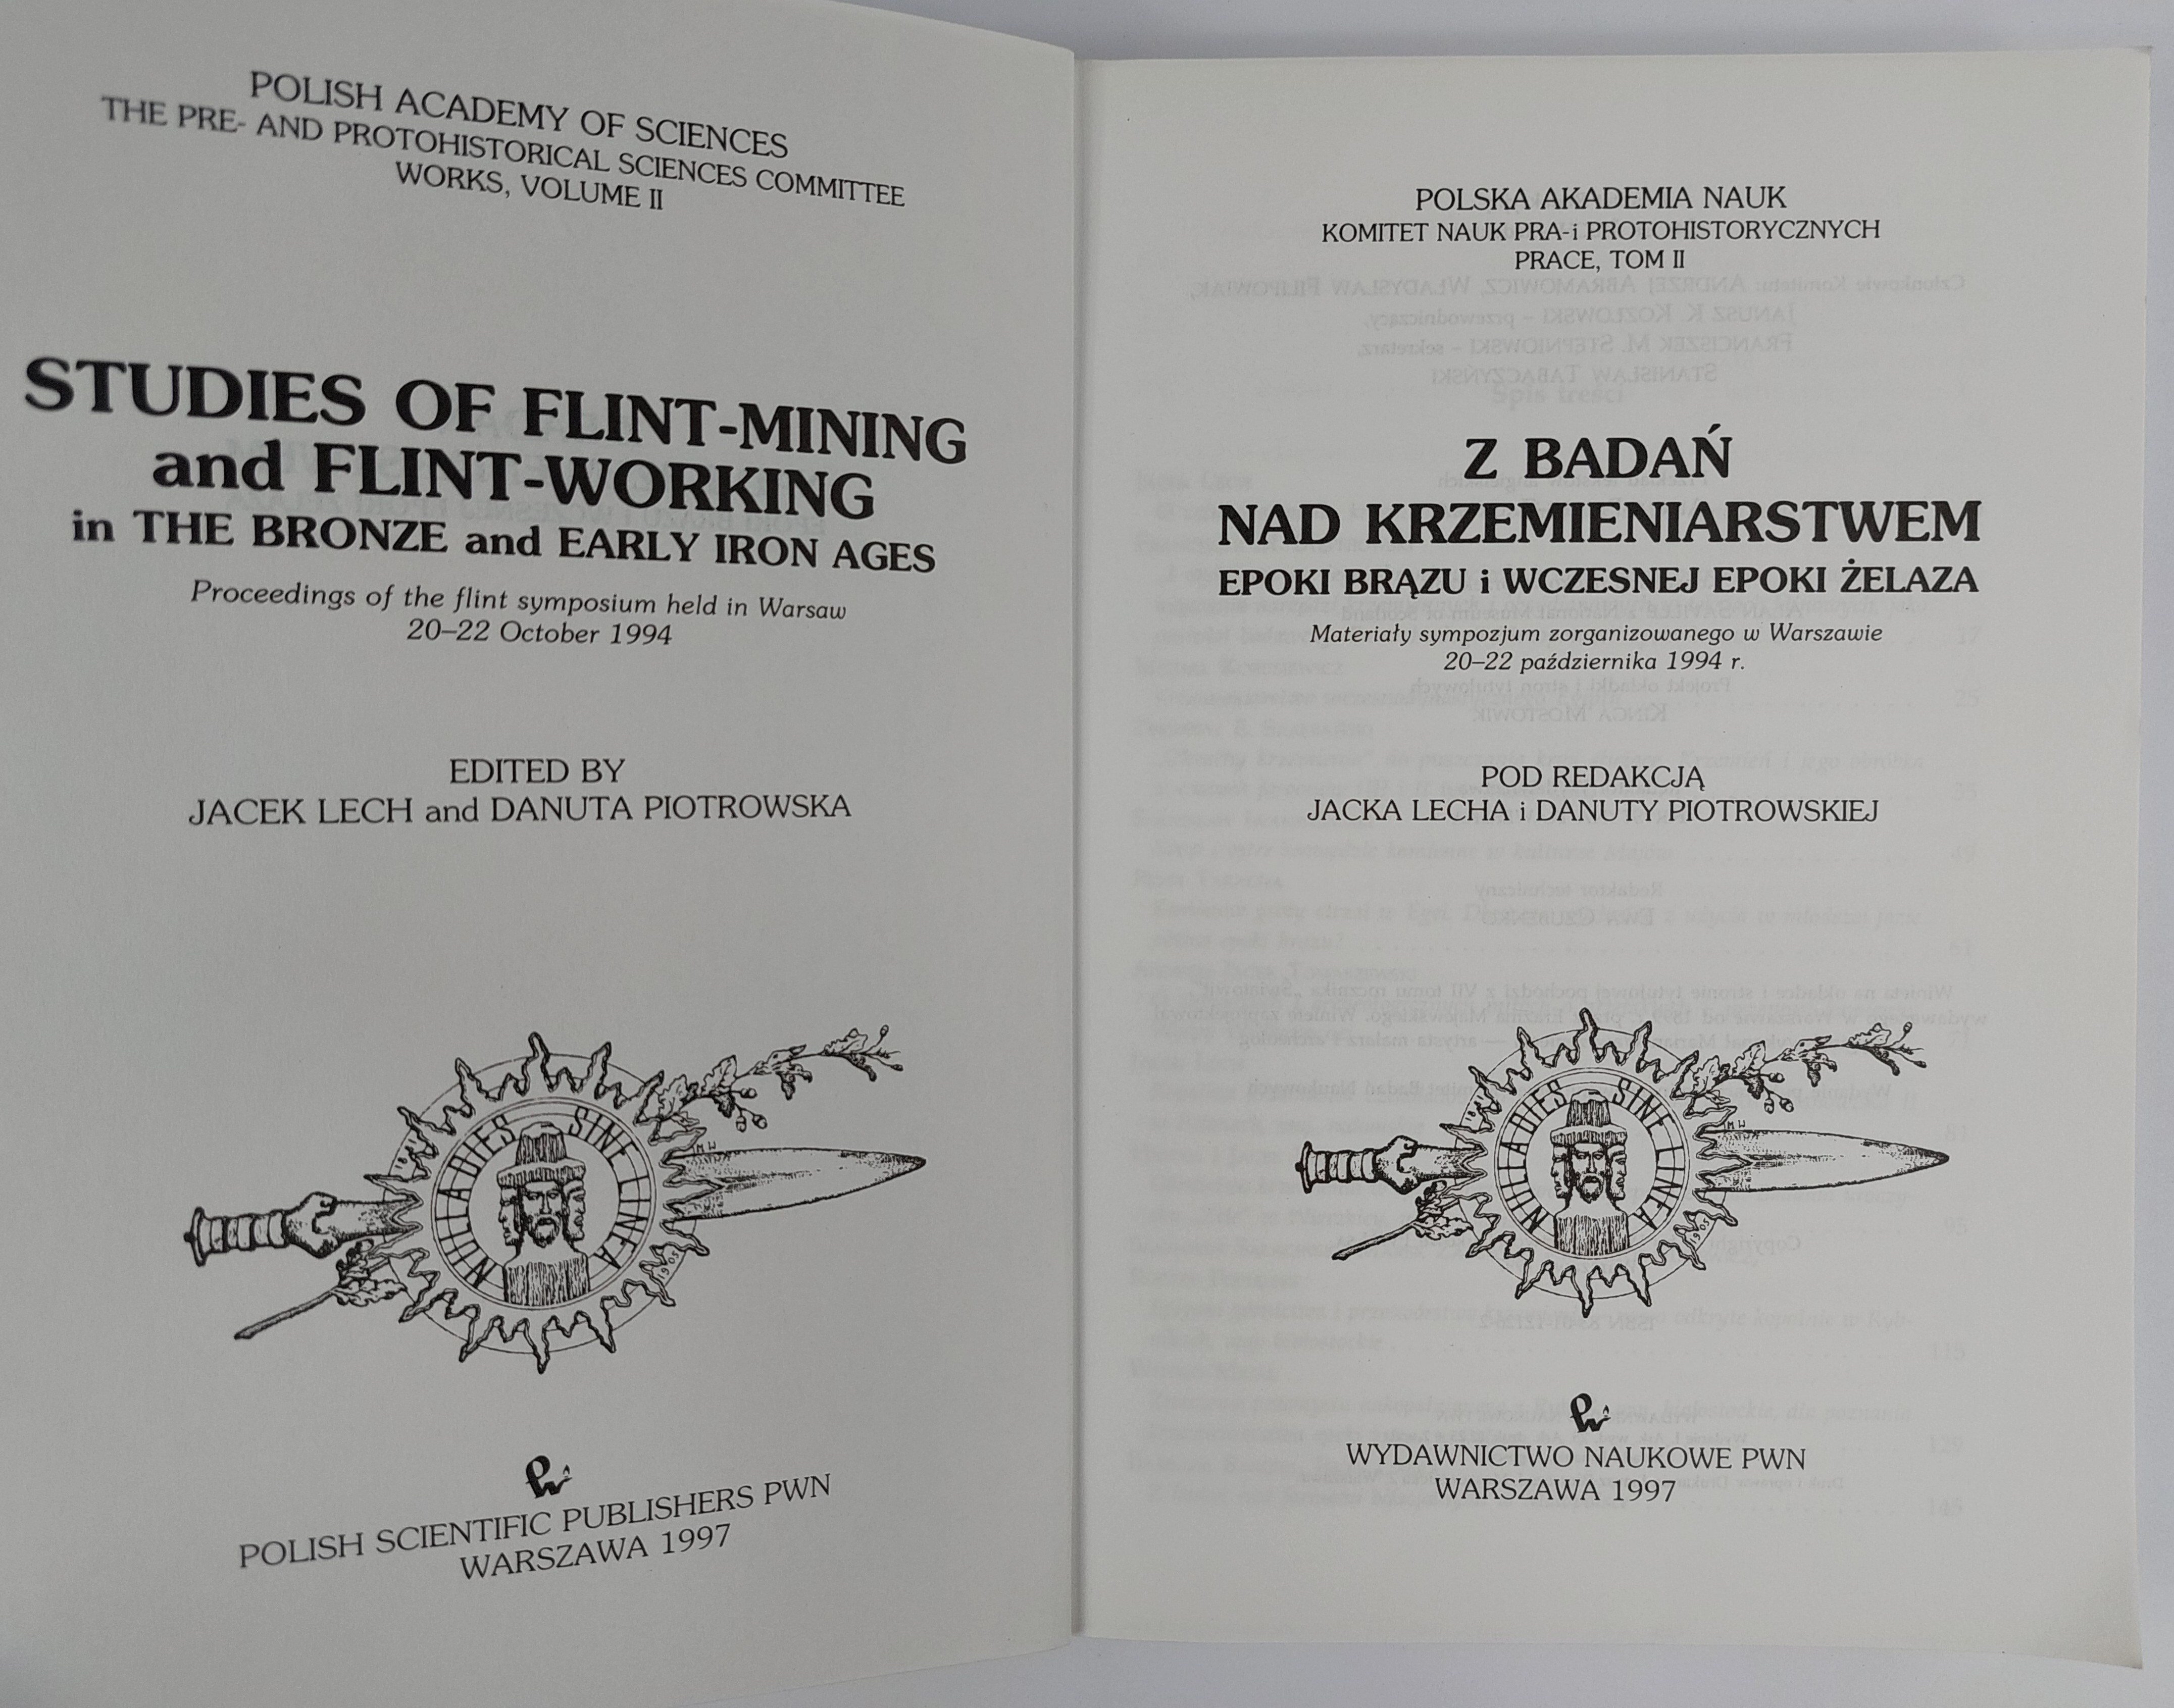 POLISH ACADEMY OF SCIENCES
THE PRE- AND PROTOHISTORICAL SCIENCES COMMITTEE
WORKS, VOLUME II
STUDIES OF FLINT-MINING
and FLINT-WORKING
in THE BRONZE and EARLY IRON AGES
Proceedings of the flint symposium held in Warsaw
20–22 October 1994
EDITED BY
JACEK LECH and DANUTA PIOTROWSKA
NULLA DIES SINE LINEA
1905
MW
POLISH SCIENTIFIC PUBLISHERS PWN
WARSZAWA 1997
POLSKA AKADEMIA NAUK
KOMITET NAUK PRA-i PROTOHISTORYCZNYCH
PRACE, TOM II
Z BADAŃ
NAD KRZEMIENIARSTWEM
EPOKI BRĄZU i WCZESNEJ EPOKI ŻELAZA
Materiały sympozjum zorganizowanego w Warszawie
20–22 października 1994 r.
POD REDAKCJĄ
JACKA LECHA i DANUTY PIOTROWSKIEJ
NULLA DIES SINE LINEA
1905
MW
WYDAWNICTWO NAUKOWE PWN
WARSZAWA 1997